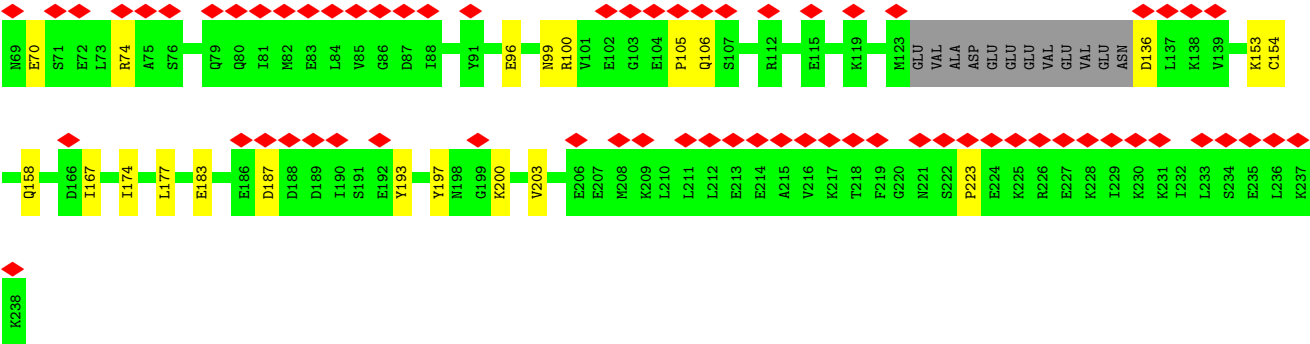 N69 E70 S71 E72 L73 R74 A75 S76 Q79 Q80 I81 M82 E83 L84 V85 G86 D87 I88 Y91 E96 N99 R100 V101 E102 G103 E104 P105 Q106 S107 R112 E115 K119 M123 GLU VAL ALA ASP GLU GLU GLU VAL GLU VAL GLU ASN D136 L137 K138 V139 K153 C154
Q158 D166 I167 I174 L177 E183 E186 D187 D188 D189 I190 S191 E192 Y193 Y197 N198 G199 K200 V203 E206 E207 M208 K209 L210 L211 L212 E213 E214 A215 V216 K217 T218 F219 G220 N221 S222 P223 E224 K225 R226 E227 K228 I229 K230 K231 I232 L233 S234 E235 L236 K237
K238